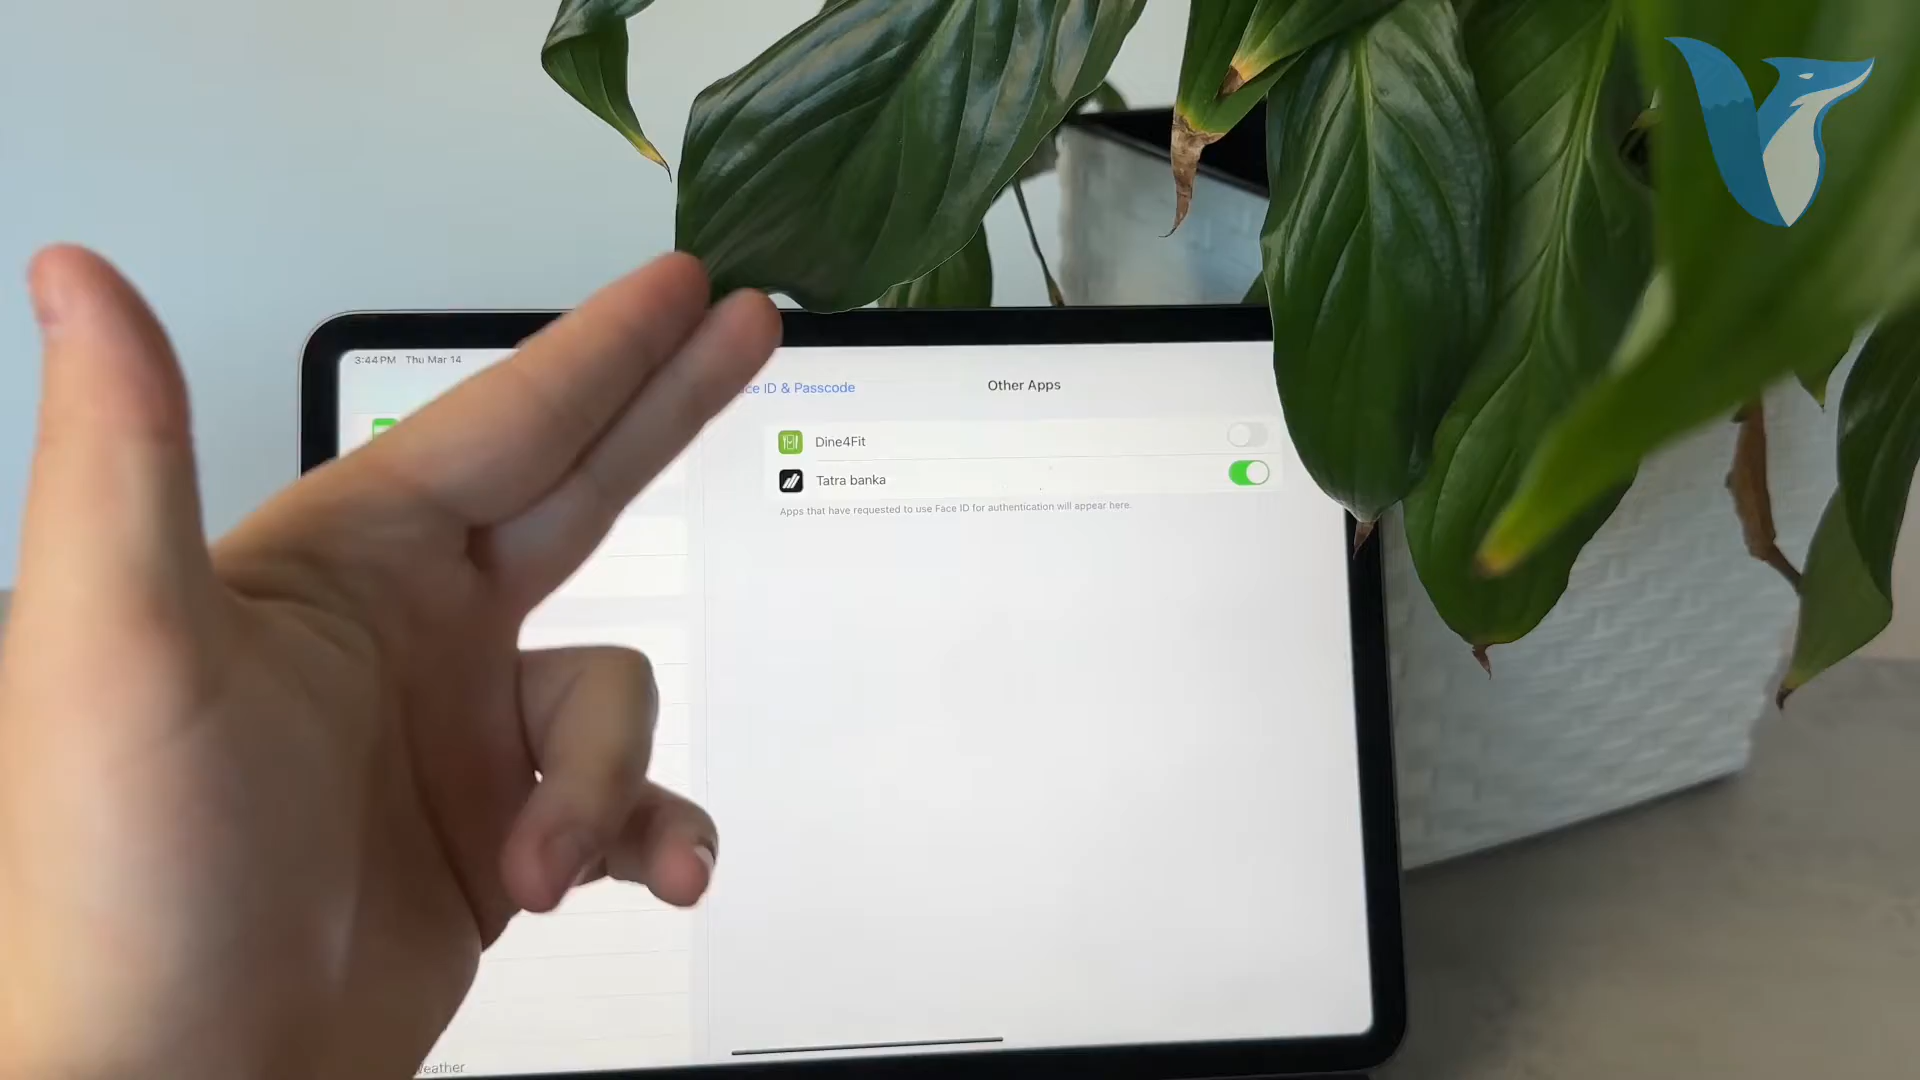 3:44 PM Thu Mar 14
ce ID & Passcode
Other Apps
Dine4Fit
Tatra banka
Apps that have requested to use Face ID for authentication will appear here.
Weather